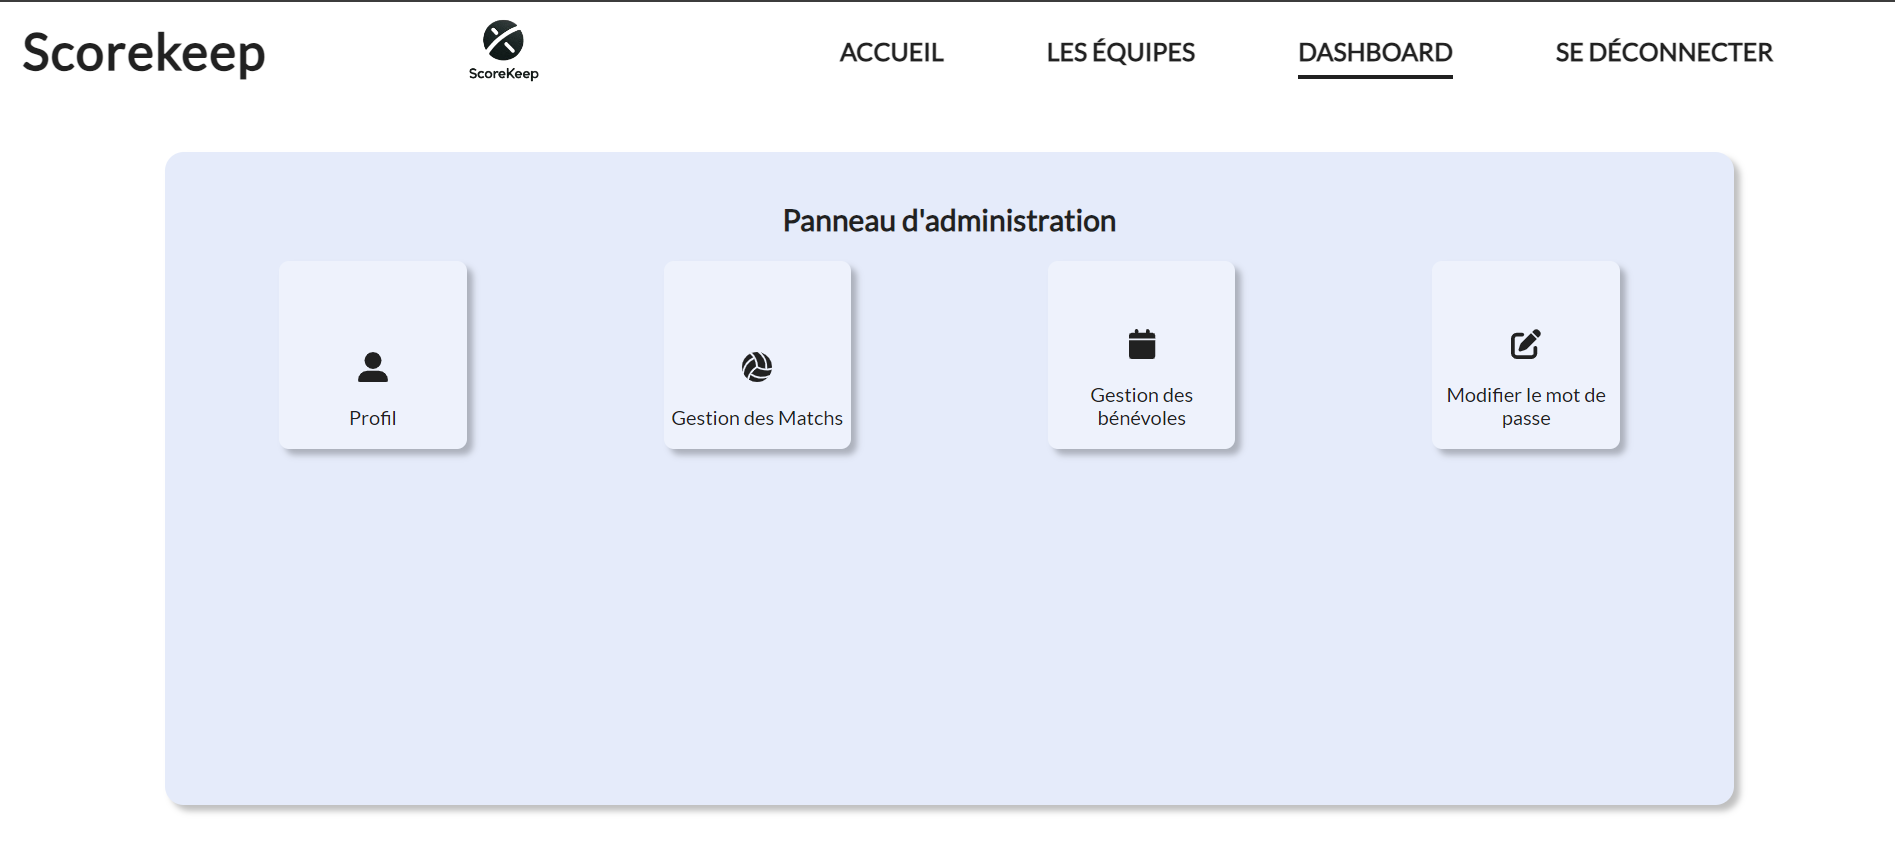 Scorekeep
ScoreKeep
ACCUEIL
LES ÉQUIPES
DASHBOARD
SE DÉCONNECTER
Panneau d'administration
Profil
Gestion des Matchs
Gestion des
bénévoles
Modifier le mot de
passe